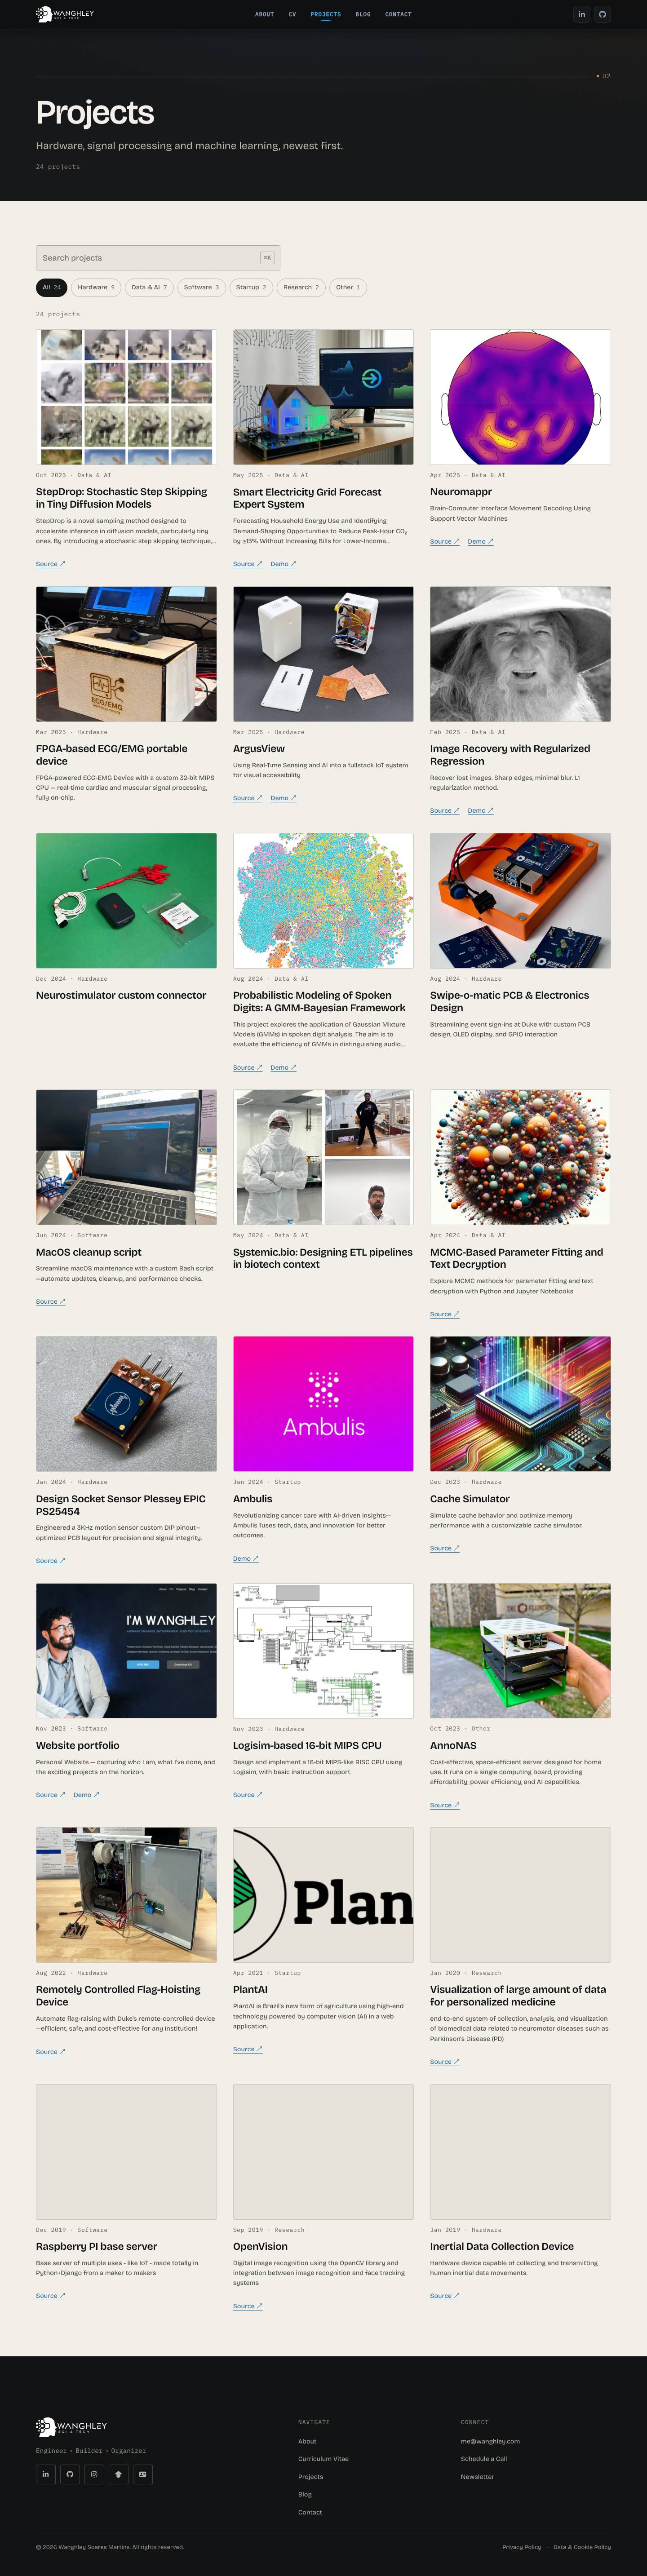 WANGHLEY
SCI & TECH
ABOUT
CV
PROJECTS
BLOG
CONTACT
U2
Projects
Hardware, signal processing and machine learning, newest first.
24 projects
Search projects
⌘K
All 24
Hardware 9
Data & AI 7
Software 3
Startup 2
Research 2
Other 1
24 projects
Oct 2025 · Data & AI
StepDrop: Stochastic Step Skipping
in Tiny Diffusion Models
StepDrop is a novel sampling method designed to
accelerate inference in diffusion models, particularly tiny
ones. By introducing a stochastic step skipping technique,…
Source ↗
May 2025 · Data & AI
Smart Electricity Grid Forecast
Expert System
Forecasting Household Energy Use and Identifying
Demand-Shaping Opportunities to Reduce Peak-Hour CO₂
by ≥15% Without Increasing Bills for Lower-Income…
Source ↗ Demo ↗
Apr 2025 · Data & AI
Neuromappr
Brain-Computer Interface Movement Decoding Using
Support Vector Machines
Source ↗ Demo ↗
ECG/EMG
Mar 2025 · Hardware
FPGA-based ECG/EMG portable
device
FPGA-powered ECG-EMG Device with a custom 32-bit MIPS
CPU — real-time cardiac and muscular signal processing,
fully on-chip.
Mar 2025 · Hardware
ArgusView
Using Real-Time Sensing and AI into a fullstack IoT system
for visual accessibility
Source ↗ Demo ↗
Feb 2025 · Data & AI
Image Recovery with Regularized
Regression
Recover lost images. Sharp edges, minimal blur. L1
regularization method.
Source ↗ Demo ↗
Dec 2024 · Hardware
Neurostimulator custom connector
Aug 2024 · Data & AI
Probabilistic Modeling of Spoken
Digits: A GMM-Bayesian Framework
This project explores the application of Gaussian Mixture
Models (GMMs) in spoken digit analysis. The aim is to
evaluate the efficiency of GMMs in distinguishing audio…
Source ↗ Demo ↗
Aug 2024 · Hardware
Swipe-o-matic PCB & Electronics
Design
Streamlining event sign-ins at Duke with custom PCB
design, OLED display, and GPIO interaction
Jun 2024 · Software
MacOS cleanup script
Streamline macOS maintenance with a custom Bash script
—automate updates, cleanup, and performance checks.
Source ↗
May 2024 · Data & AI
Systemic.bio: Designing ETL pipelines
in biotech context
Apr 2024 · Data & AI
MCMC-Based Parameter Fitting and
Text Decryption
Explore MCMC methods for parameter fitting and text
decryption with Python and Jupyter Notebooks
Source ↗
Jan 2024 · Hardware
Design Socket Sensor Plessey EPIC
PS25454
Engineered a 3KHz motion sensor custom DIP pinout—
optimized PCB layout for precision and signal integrity.
Source ↗
Ambulis
Jan 2024 · Startup
Ambulis
Revolutionizing cancer care with AI-driven insights—
Ambulis fuses tech, data, and innovation for better
outcomes.
Demo ↗
Dec 2023 · Hardware
Cache Simulator
Simulate cache behavior and optimize memory
performance with a customizable cache simulator.
Source ↗
I'M WANGHLEY
Nov 2023 · Software
Website portfolio
Personal Website — capturing who I am, what I've done, and
the exciting projects on the horizon.
Source ↗ Demo ↗
Nov 2023 · Hardware
Logisim-based 16-bit MIPS CPU
Design and implement a 16-bit MIPS-like RISC CPU using
Logisim, with basic instruction support.
Source ↗
Oct 2023 · Other
AnnoNAS
Cost-effective, space-efficient server designed for home
use. It runs on a single computing board, providing
affordability, power efficiency, and AI capabilities.
Source ↗
Aug 2022 · Hardware
Remotely Controlled Flag-Hoisting
Device
Automate flag-raising with Duke's remote-controlled device
—efficient, safe, and cost-effective for any institution!
Source ↗
Plan
Apr 2021 · Startup
PlantAI
PlantAI is Brazil's new form of agriculture using high-end
technology powered by computer vision (AI) in a web
application.
Source ↗
Jan 2020 · Research
Visualization of large amount of data
for personalized medicine
end-to-end system of collection, analysis, and visualization
of biomedical data related to neuromotor diseases such as
Parkinson's Disease (PD)
Source ↗
Dec 2019 · Software
Raspberry PI base server
Base server of multiple uses - like IoT - made totally in
Python+Django from a maker to makers
Source ↗
Sep 2019 · Research
OpenVision
Digital image recognition using the OpenCV library and
integration between image recognition and face tracking
systems
Source ↗
Jan 2019 · Hardware
Inertial Data Collection Device
Hardware device capable of collecting and transmitting
human inertial data movements.
Source ↗
WANGHLEY
SCI & TECH
Engineer · Builder · Organizer
NAVIGATE
About
Curriculum Vitae
Projects
Blog
Contact
CONNECT
me@wanghley.com
Schedule a Call
Newsletter
© 2026 Wanghley Soares Martins. All rights reserved.
Privacy Policy · Data & Cookie Policy